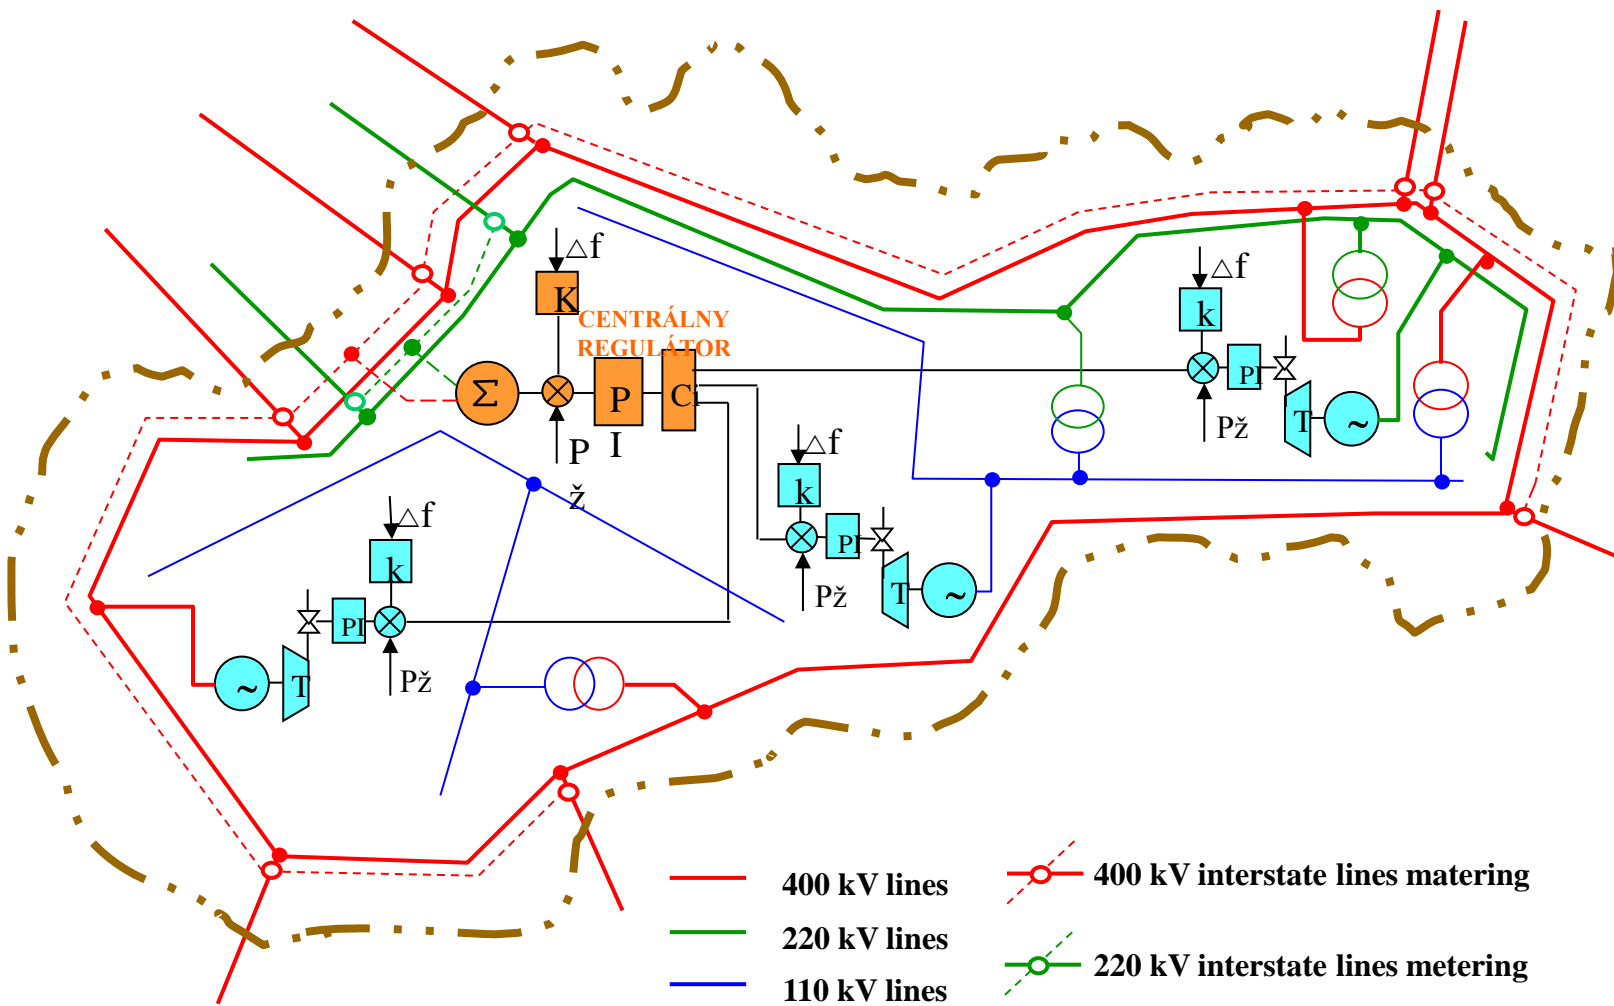 △f
K
CENTRÁLNY
REGULÁTOR
Σ
P
I
Ci
P
ž
△f
k
PI
T
~
Pž
△f
k
PI
T
~
Pž
△f
k
PI
T
~
Pž
400 kV lines
220 kV lines
110 kV lines
400 kV interstate lines matering
220 kV interstate lines metering